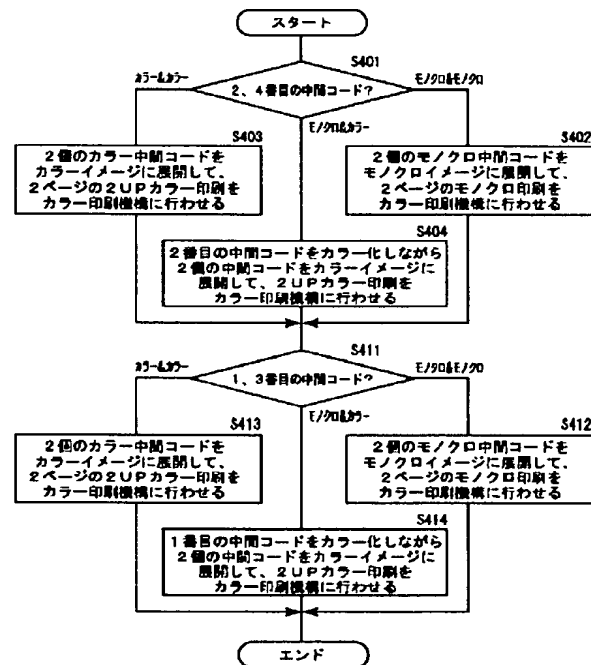 スタート
S401
カラー&カラー
2、4番目の中間コード?
モノクロ&モノクロ
モノクロ&カラー
S403
2個のカラー中間コードを
カラーイメージに展開して、
2ページの2UPカラー印刷を
カラー印刷機構に行わせる
S402
2個のモノクロ中間コードを
モノクロイメージに展開して、
2ページのモノクロ印刷を
カラー印刷機構に行わせる
S404
2番目の中間コードをカラー化しながら
2個の中間コードをカラーイメージに
展開して、2UPカラー印刷を
カラー印刷機構に行わせる
S411
カラー&カラー
1、3番目の中間コード?
モノクロ&モノクロ
モノクロ&カラー
S413
2個のカラー中間コードを
カラーイメージに展開して、
2ページの2UPカラー印刷を
カラー印刷機構に行わせる
S412
2個のモノクロ中間コードを
モノクロイメージに展開して、
2ページのモノクロ印刷を
カラー印刷機構に行わせる
S414
1番目の中間コードをカラー化しながら
2個の中間コードをカラーイメージに
展開して、2UPカラー印刷を
カラー印刷機構に行わせる
エンド